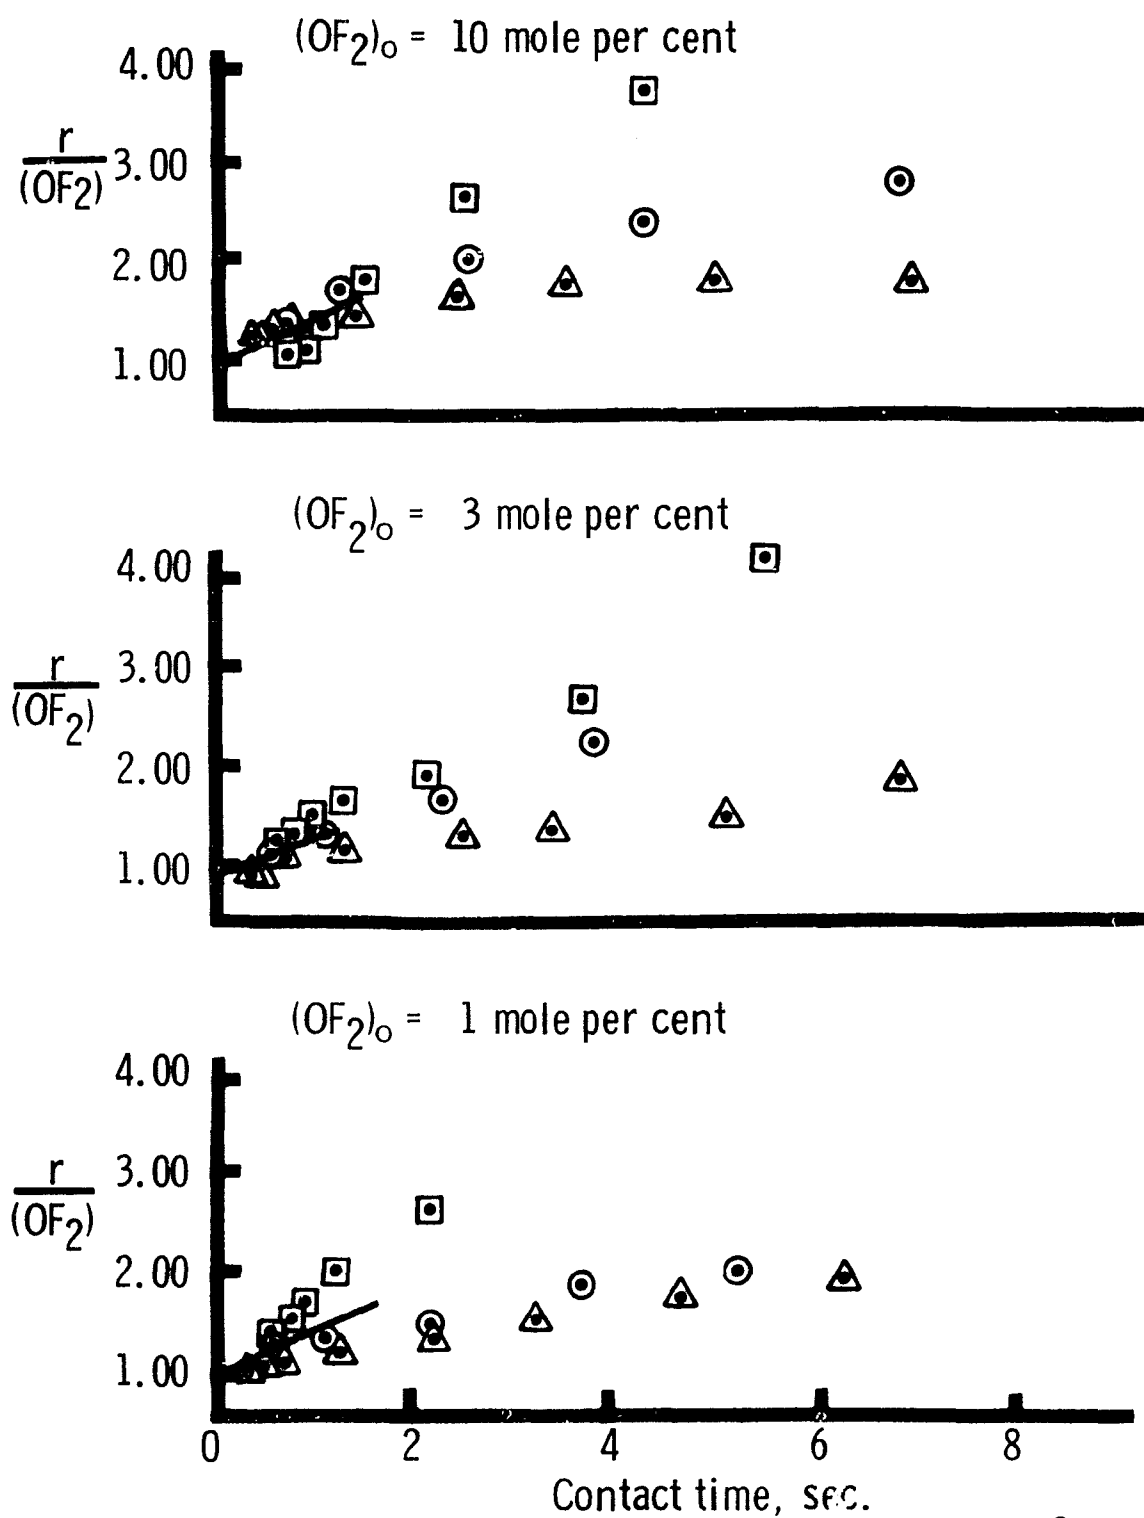 (OF2)o = 10 mole per cent
4.00
r
(OF2)
3.00
2.00
1.00
(OF2)o = 3 mole per cent
4.00
r
(OF2)
3.00
2.00
1.00
(OF2)o = 1 mole per cent
4.00
r
(OF2)
3.00
2.00
1.00
0 2 4 6 8
Contact time, sec.